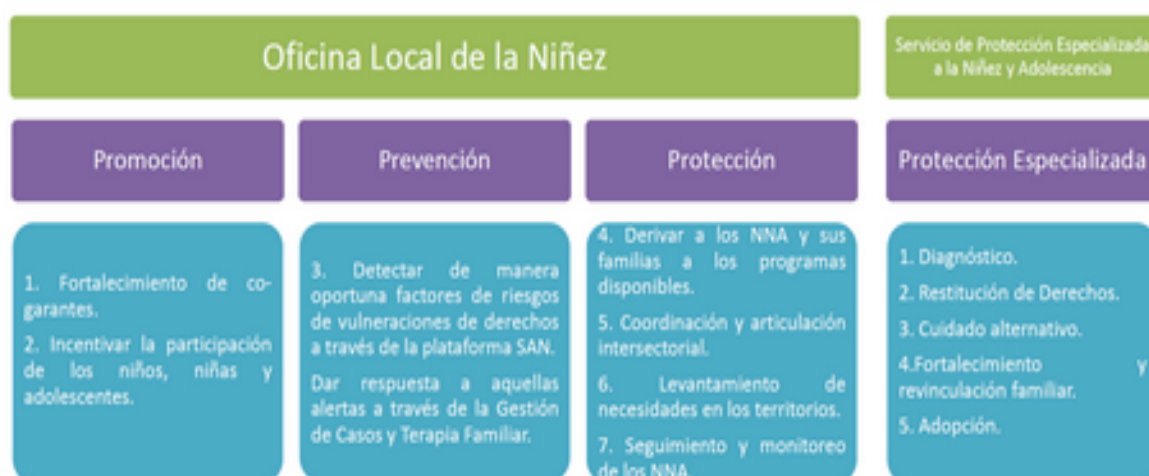 Oficina Local de la Niñez
Servicio de Protección Especializada
a la Niñez y Adolescencia
Promoción
Prevención
Protección
Protección Especializada
1. Fortalecimiento de co-
garantes.
2. Incentivar la participación
de los niños, niñas y
adolescentes.
3. Detectar de manera
oportuna factores de riesgos
de vulneraciones de derechos
a través de la plataforma SAN.
Dar respuesta a aquellas
alertas a través de la Gestión
de Casos y Terapia Familiar.
4. Derivar a los NNA y sus
familias a los programas
disponibles.
5. Coordinación y articulación
intersectorial.
6. Levantamiento de
necesidades en los territorios.
7. Seguimiento y monitoreo
de los NNA.
1. Diagnóstico.
2. Restitución de Derechos.
3. Cuidado alternativo.
4.Fortalecimiento y
revinculación familiar.
5. Adopción.